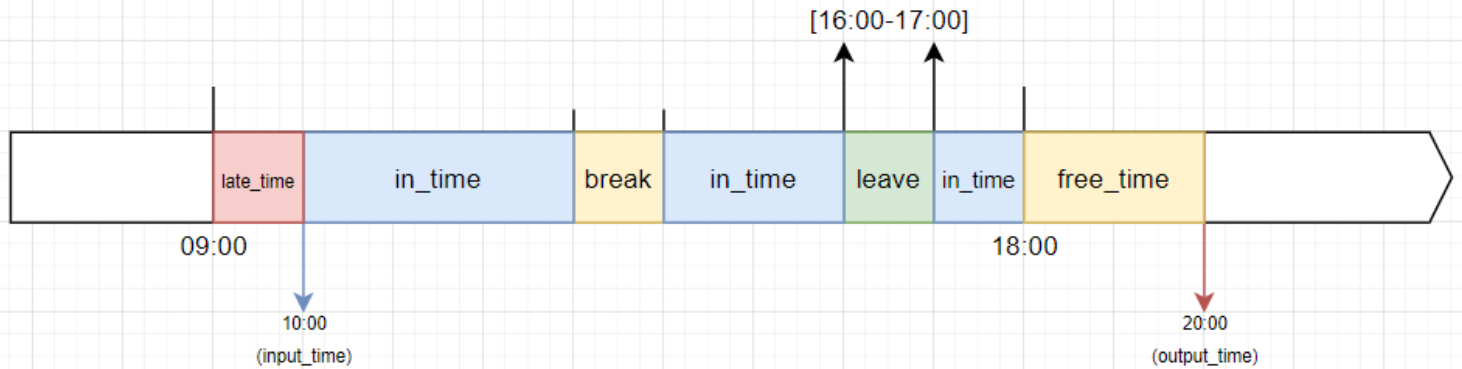 [16:00-17:00]
late_time in_time break in_time leave in_time free_time
09:00 18:00
10:00 20:00
(input_time) (output_time)